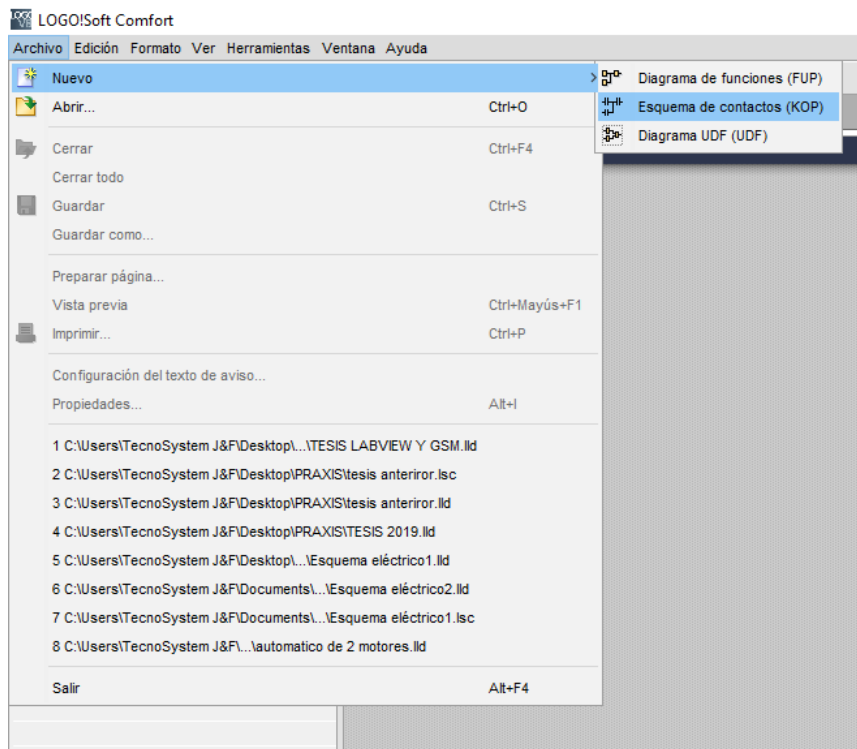 LOGO!Soft Comfort
Archivo Edición Formato Ver Herramientas Ventana Ayuda
Nuevo
Diagrama de funciones (FUP)
Abrir... Ctrl+O
Esquema de contactos (KOP)
Diagrama UDF (UDF)
Cerrar Ctrl+F4
Cerrar todo
Guardar Ctrl+S
Guardar como...
Preparar página...
Vista previa Ctrl+Mayús+F1
Imprimir... Ctrl+P
Configuración del texto de aviso...
Propiedades... Alt+I
1 C:\Users\TecnoSystem J&F\Desktop\...\TESIS LABVIEW Y GSM.lld
2 C:\Users\TecnoSystem J&F\Desktop\PRAXIS\tesis anteriror.lsc
3 C:\Users\TecnoSystem J&F\Desktop\PRAXIS\tesis anteriror.lld
4 C:\Users\TecnoSystem J&F\Desktop\PRAXIS\TESIS 2019.lld
5 C:\Users\TecnoSystem J&F\Desktop\...\Esquema eléctrico1.lld
6 C:\Users\TecnoSystem J&F\Documents\...\Esquema eléctrico2.lld
7 C:\Users\TecnoSystem J&F\Documents\...\Esquema eléctrico1.lsc
8 C:\Users\TecnoSystem J&F\...\automatico de 2 motores.lld
Salir Alt+F4